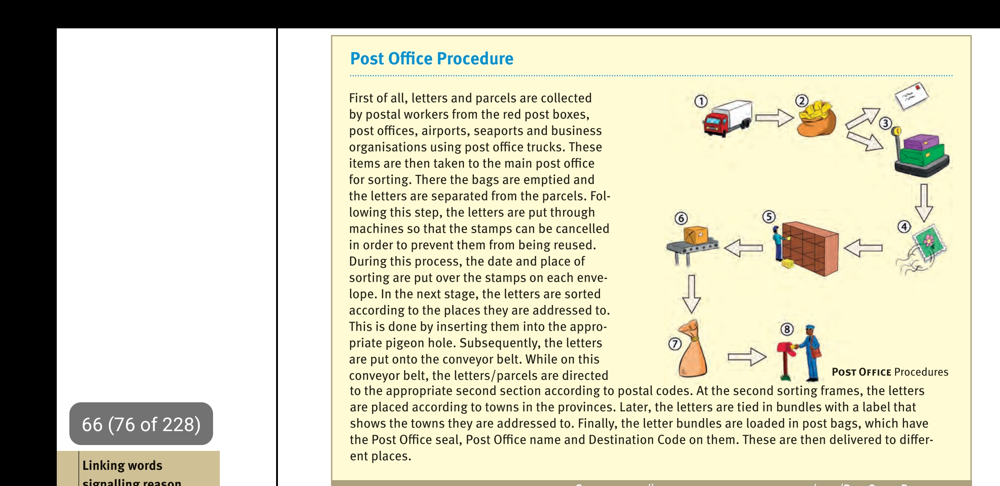 Post Office Procedure
First of all, letters and parcels are collected
by postal workers from the red post boxes,
post offices, airports, seaports and business
organisations using post office trucks. These
items are then taken to the main post office
for sorting. There the bags are emptied and
the letters are separated from the parcels. Fol-
lowing this step, the letters are put through
machines so that the stamps can be cancelled
in order to prevent them from being reused.
During this process, the date and place of
sorting are put over the stamps on each enve-
lope. In the next stage, the letters are sorted
according to the places they are addressed to.
This is done by inserting them into the appro-
priate pigeon hole. Subsequently, the letters
are put onto the conveyor belt. While on this
conveyor belt, the letters/parcels are directed
to the appropriate second section according to postal codes. At the second sorting frames, the letters
are placed according to towns in the provinces. Later, the letters are tied in bundles with a label that
shows the towns they are addressed to. Finally, the letter bundles are loaded in post bags, which have
the Post Office seal, Post Office name and Destination Code on them. These are then delivered to differ-
ent places.
1
2
3
4
5
6
7
8
POST OFFICE Procedures
66 (76 of 228)
Linking words
signalling reason